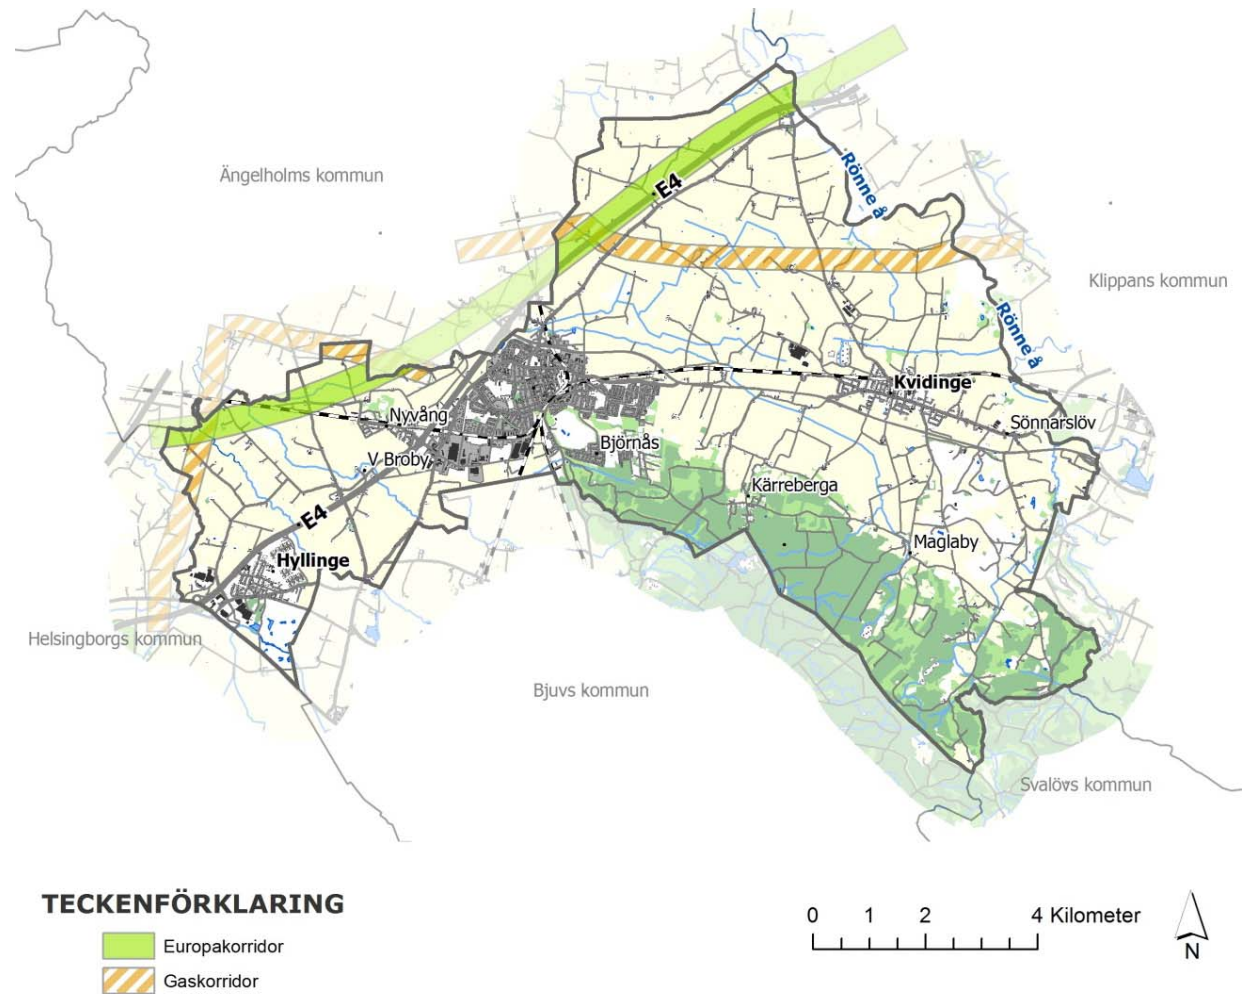 Rönne å
E4
Ängelholms kommun
Klippans kommun
Rönne å
Kvidinge
Nyvång
Sönnarslöv
Björnås
V Broby
Kärreberga
E4
Maglaby
Hyllinge
Helsingborgs kommun
Bjuvs kommun
Svalövs kommun
TECKENFÖRKLARING
0 1 2 4 Kilometer
Europakorridor
N
Gaskorridor